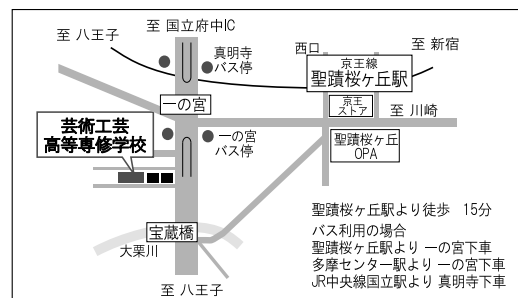 至 国立府中IC
至 八王子
真明寺
バス停
西口
至 新宿
京王線
聖蹟桜ヶ丘駅
京王
ストア
一の宮
至 川崎
芸術工芸
高等専修学校
一の宮
バス停
聖蹟桜ヶ丘
OPA
宝蔵橋
大栗川
至 八王子
聖蹟桜ヶ丘駅より徒歩 15分
バス利用の場合
聖蹟桜ヶ丘駅より 一の宮下車
多摩センター駅より 一の宮下車
JR中央線国立駅より 真明寺下車